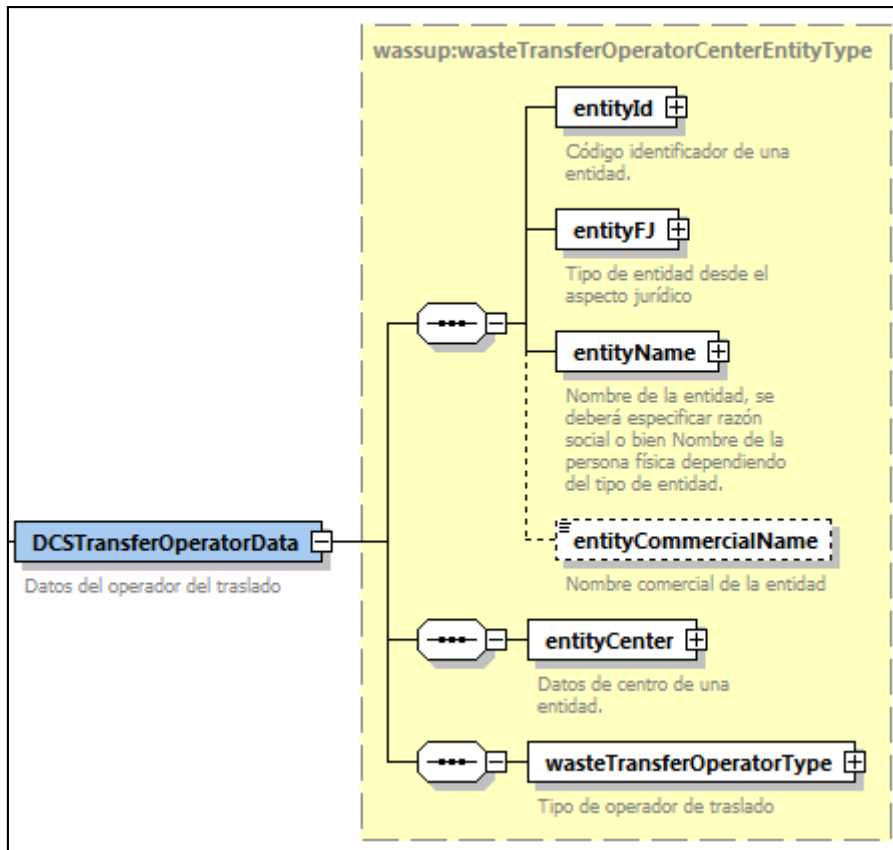 wassup:wasteTransferOperatorCenterEntityType
entityId
Código identificador de una
entidad.
entityFJ
Tipo de entidad desde el
aspecto jurídico
entityName
Nombre de la entidad, se
deberá especificar razón
social o bien Nombre de la
persona física dependiendo
del tipo de entidad.
entityCommercialName
Nombre comercial de la entidad
DCSTransferOperatorData
Datos del operador del traslado
entityCenter
Datos de centro de una
entidad.
wasteTransferOperatorType
Tipo de operador de traslado